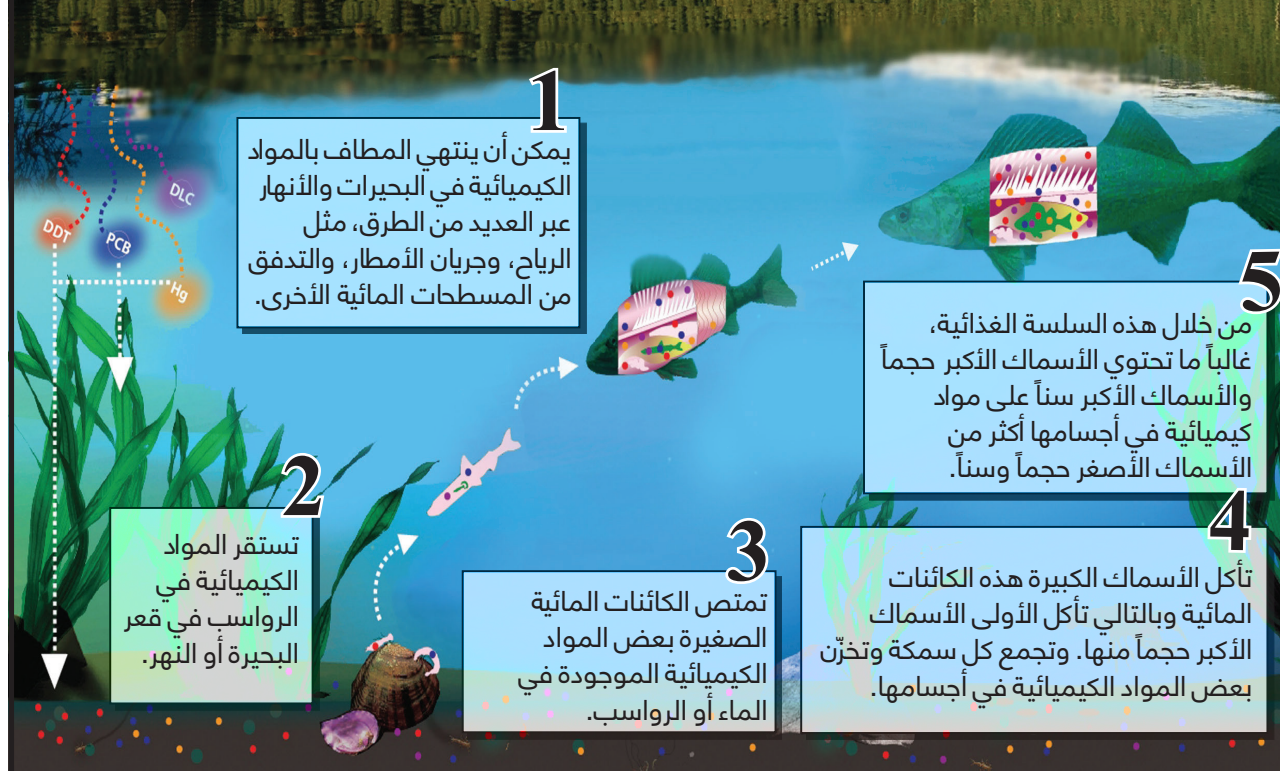 1
يمكن أن ينتهي المطاف بالمواد
الكيميائية في البحيرات والأنهار
عبر العديد من الطرق، مثل
الرياح، وجريان الأمطار، والتدفق
من المسطحات المائية الأخرى.
DLC
DDT
PCB
Hg
2
تستقر المواد
الكيميائية في
الرواسب في قعر
البحيرة أو النهر.
3
تمتص الكائنات المائية
الصغيرة بعض المواد
الكيميائية الموجودة في
الماء أو الرواسب.
4
تأكل الأسماك الكبيرة هذه الكائنات
المائية وبالتالي تأكل الأولى الأسماك
الأكبر حجماً منها. وتجمع كل سمكة وتخزّن
بعض المواد الكيميائية في أجسامها.
5
من خلال هذه السلسة الغذائية،
غالباً ما تحتوي الأسماك الأكبر حجماً
والأسماك الأكبر سناً على مواد
كيميائية في أجسامها أكثر من
الأسماك الأصغر حجماً وسناً.